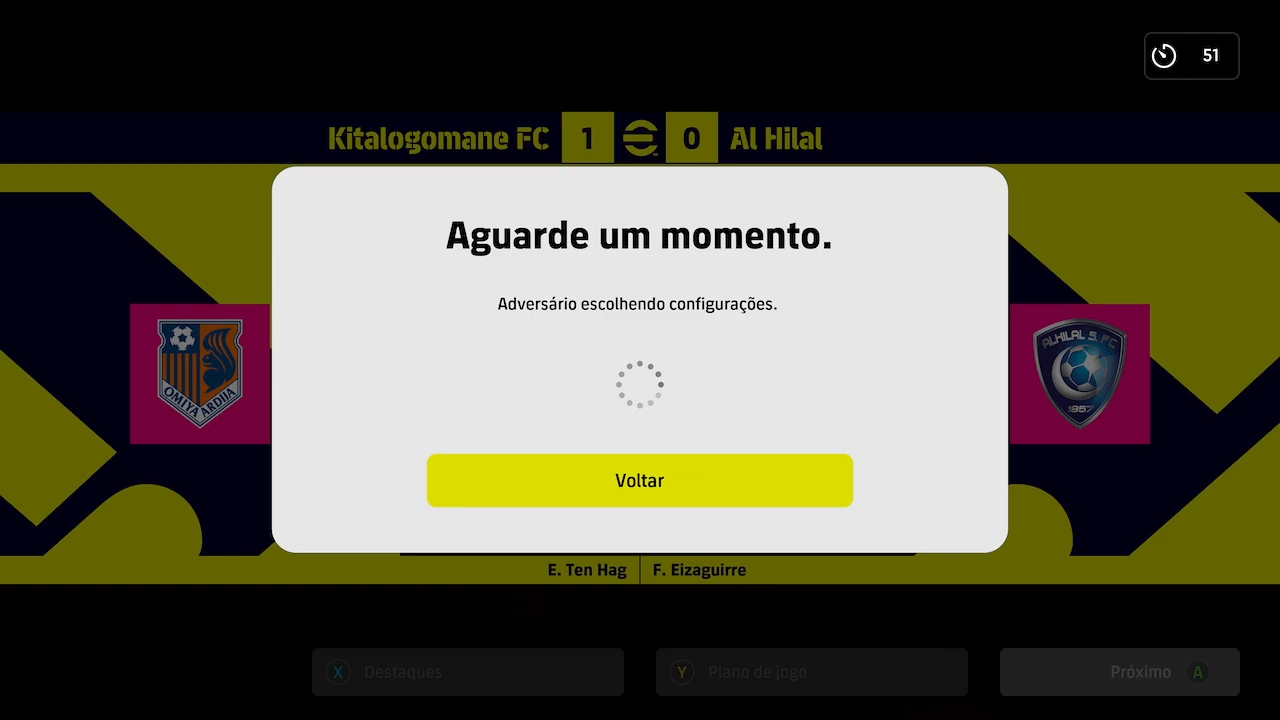 51
Kitalogomane FC 1 0 Al Hilal
Aguarde um momento.
Adversário escolhendo configurações.
OMIYA ARDIJA
ALHILAL S. FC
1957
Voltar
E. Ten Hag F. Eizaguirre
X Destaques Y Plano de jogo Próximo A